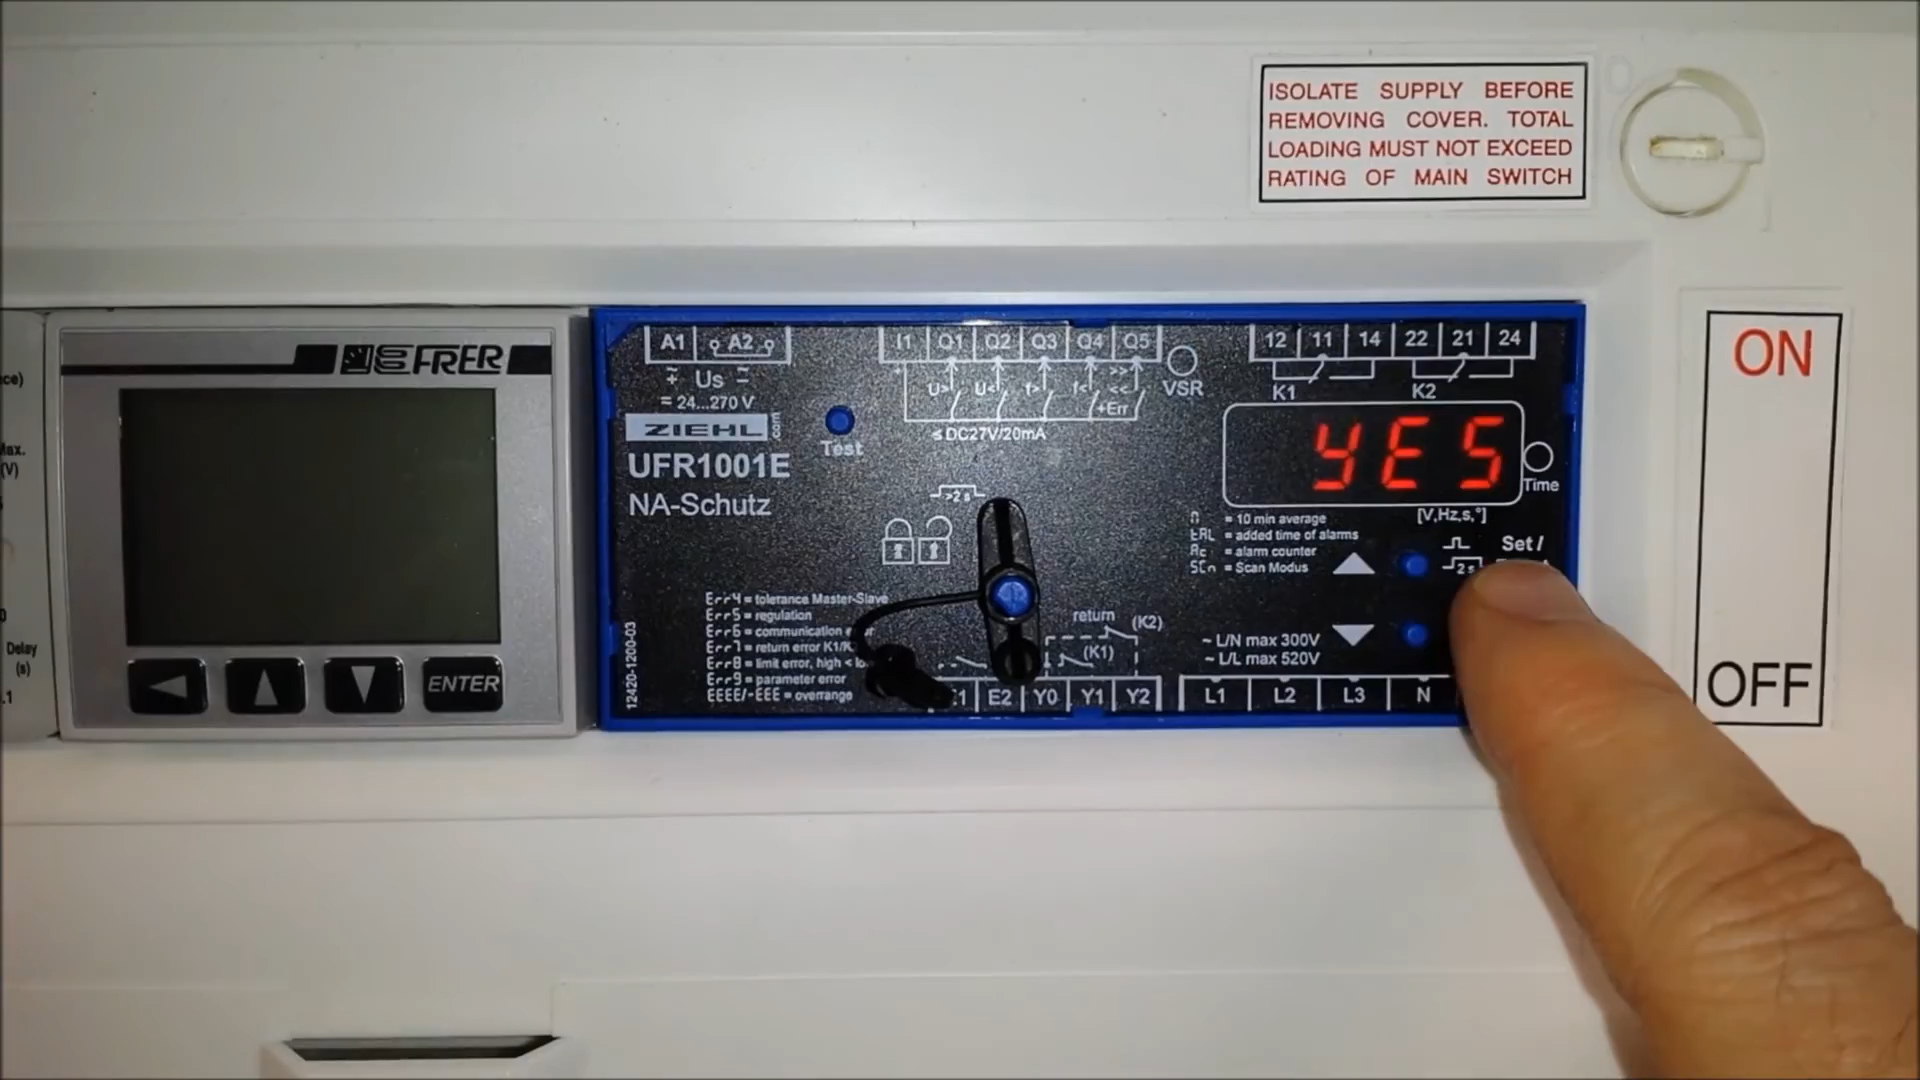 ISOLATE SUPPLY BEFORE
REMOVING COVER. TOTAL
LOADING MUST NOT EXCEED
RATING OF MAIN SWITCH
ON
OFF
FRER
ENTER
(V)
Delay
(s)
A1 A2
Us
= 24...270 V
ZIEHL
.com
UFR1001E
NA-Schutz
Test
I1 Q1 Q2 Q3 Q4 Q5
U> U< f> f< >> <<
+Err
≤DC27V/20mA
VSR
12 11 14 22 21 24
K1 K2
YES
Time
[V,Hz,s,°]
= 10 min average
tAL = added time of alarms
Ac = alarm counter
SCn = Scan Modus
2s
Set /
>2 s
Err4 = tolerance Master-Slave
Err5 = regulation
Err6 = communication
Err7 = return error K1/K
Err8 = limit error, high <
Err9 = parameter error
EEEE/-EEE = overrange
12420-1200-03
return
(K2)
(K1)
~ L/N max 300V
~ L/L max 520V
E2 Y0 Y1 Y2
L1 L2 L3 N